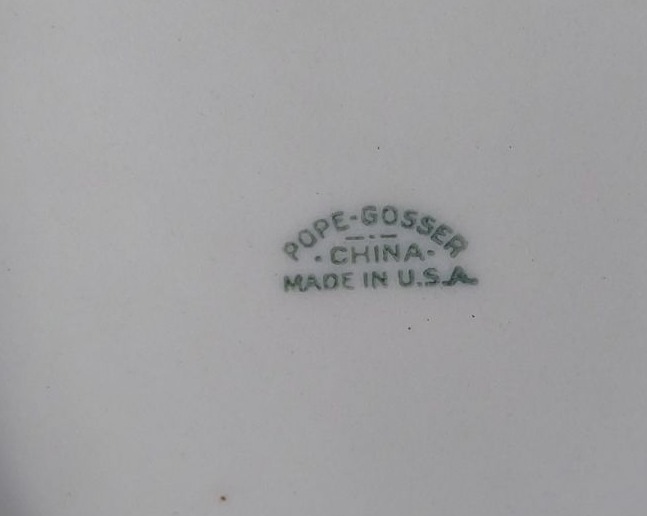 POPE-GOSSER
· CHINA ·
MADE IN U.S.A.